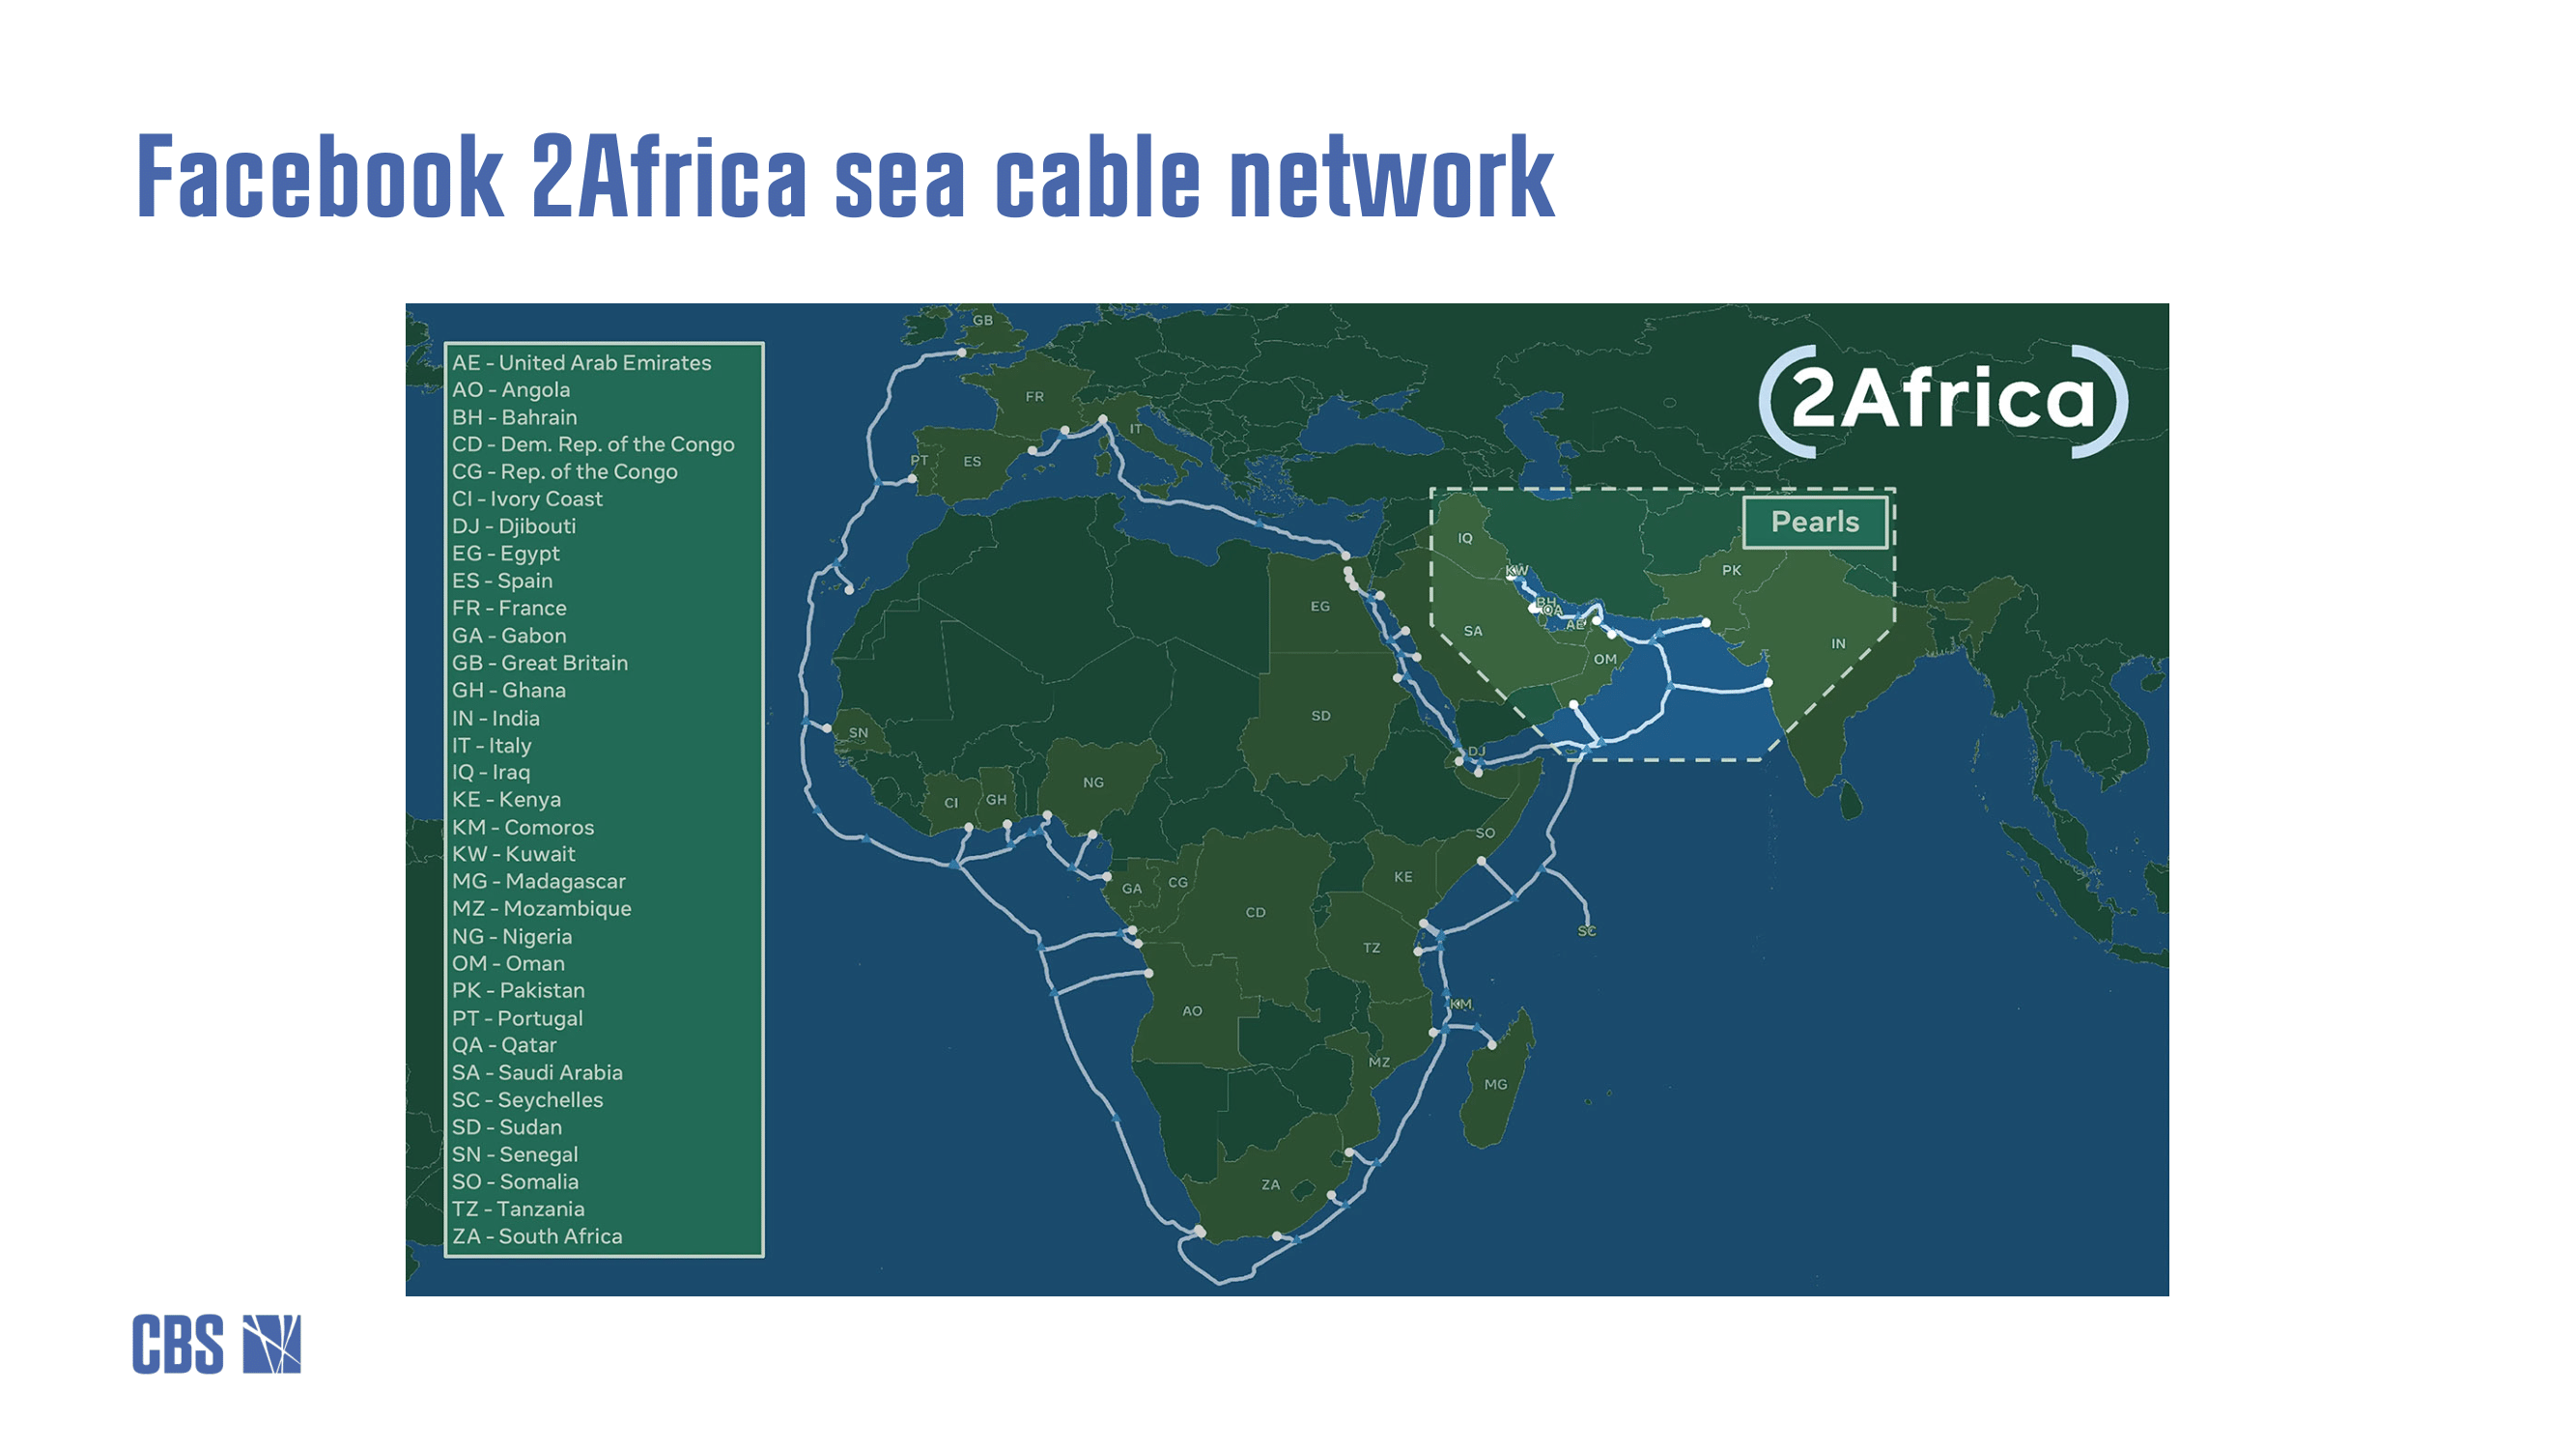 Facebook 2Africa sea cable network
AE - United Arab Emirates
AO - Angola
BH - Bahrain
CD - Dem. Rep. of the Congo
CG - Rep. of the Congo
CI - Ivory Coast
DJ - Djibouti
EG - Egypt
ES - Spain
FR - France
GA - Gabon
GB - Great Britain
GH - Ghana
IN - India
IT - Italy
IQ - Iraq
KE - Kenya
KM - Comoros
KW - Kuwait
MG - Madagascar
MZ - Mozambique
NG - Nigeria
OM - Oman
PK - Pakistan
PT - Portugal
QA - Qatar
SA - Saudi Arabia
SC - Seychelles
SD - Sudan
SN - Senegal
SO - Somalia
TZ - Tanzania
ZA - South Africa
2Africa
Pearls
GB
FR
IT
PT
ES
IQ
KW
PK
BH
QA
EG
AE
SA
IN
OM
SD
SN
DJ
NG
CI
GH
SO
KE
GA
CG
CD
SC
TZ
KM
AO
MZ
MG
ZA
CBS